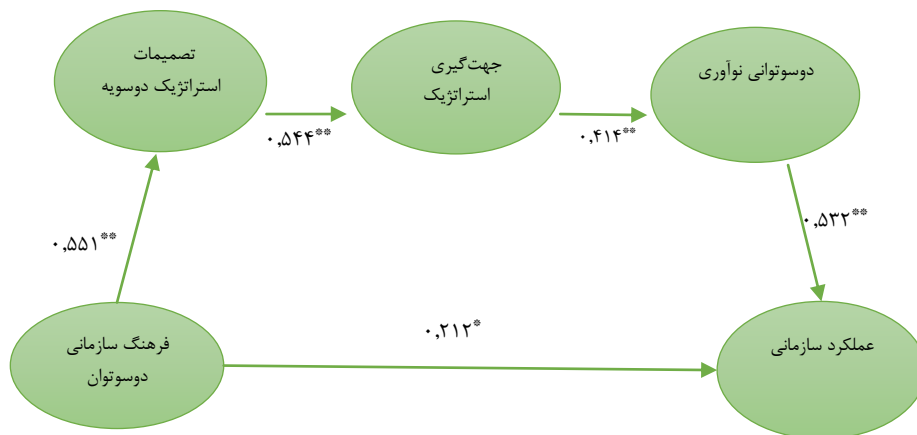 تصمیمات
استراتژیک دوسویه
جهت‌گیری
استراتژیک
دوسوتوانی نوآوری
۰,۵۴۴**
۰,۴۱۴**
۰,۵۵۱**
۰,۵۳۲**
۰,۲۱۲*
فرهنگ سازمانی
دوسوتوان
عملکرد سازمانی